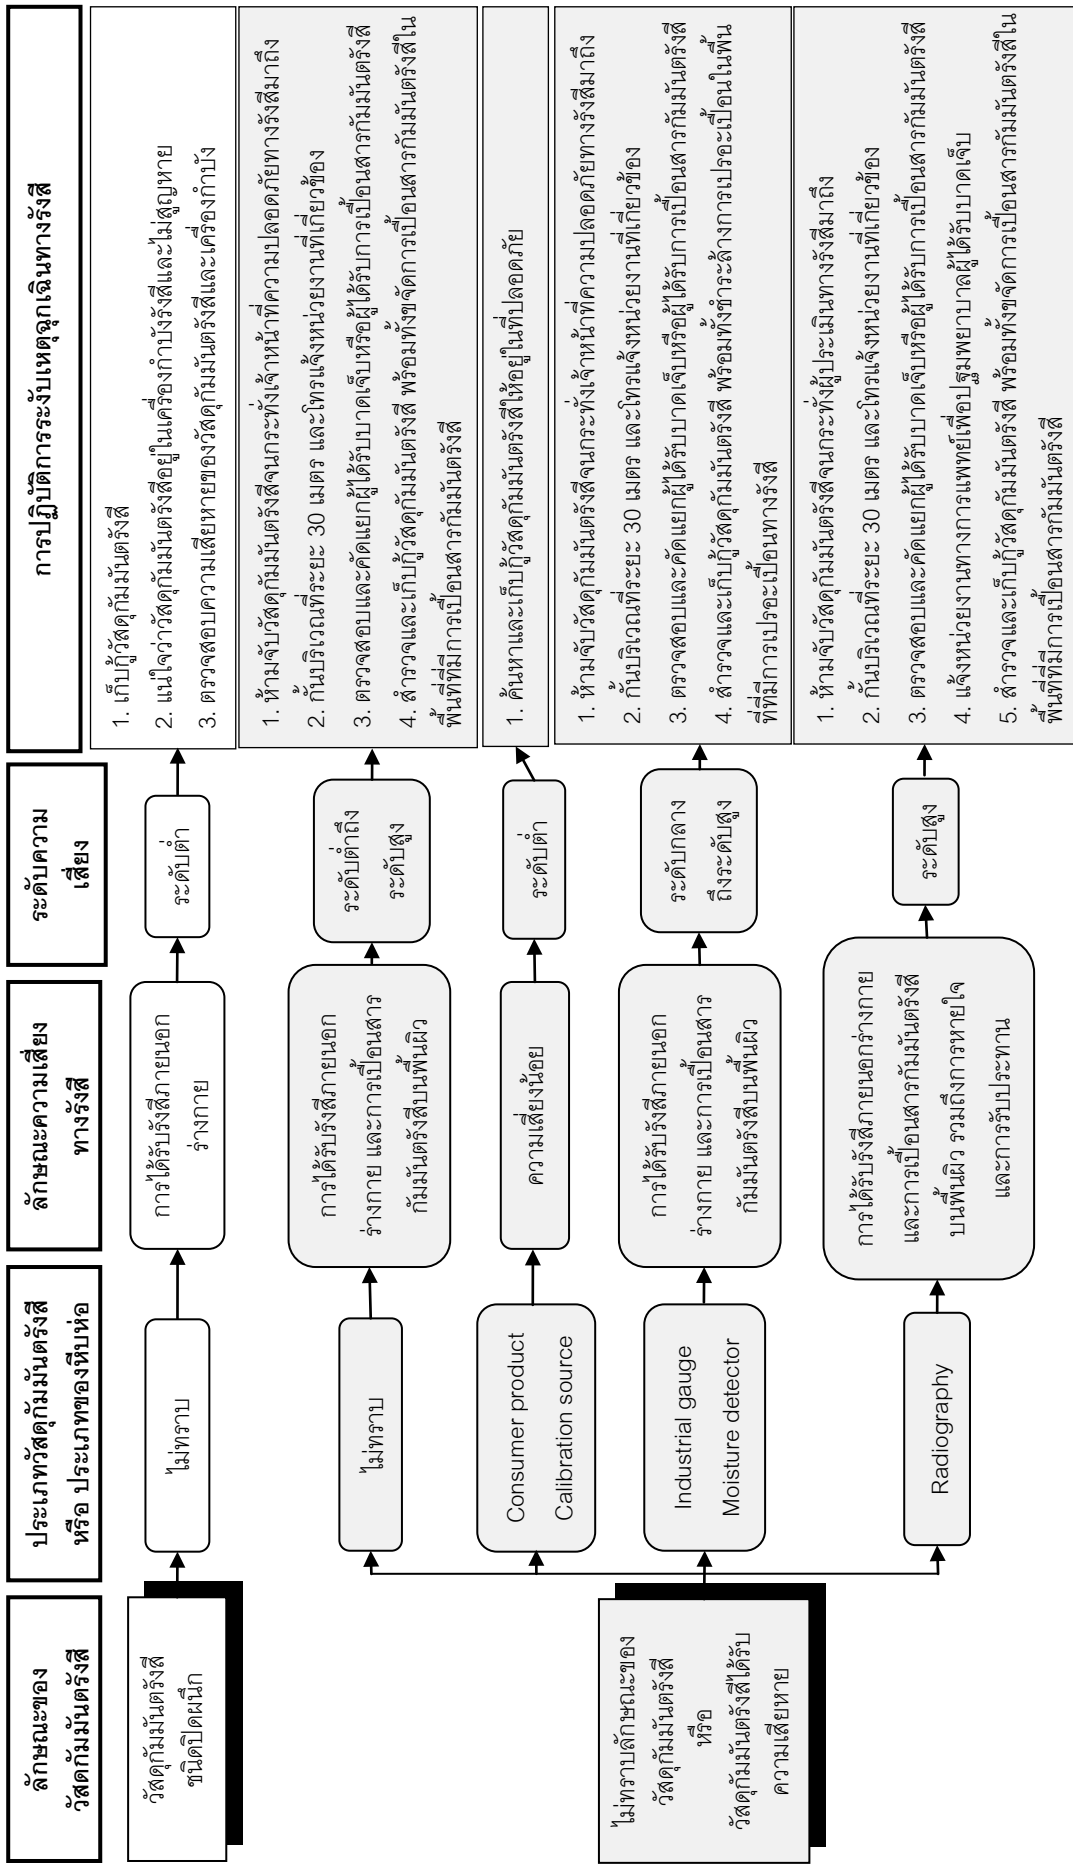 ลักษณะของ
วัสดุกัมมันตรังสี
ประเภทวัสดุกัมมันตรังสี
หรือ ประเภทของหีบห่อ
ลักษณะความเสี่ยง
ทางรังสี
ระดับความ
เสี่ยง
การปฏิบัติการระงับเหตุฉุกเฉินทางรังสี
วัสดุกัมมันตรังสี
ชนิดปิดผนึก
ไม่ทราบ
การได้รับรังสีภายนอก
ร่างกาย
ระดับต่ำ
1. เก็บกู้วัสดุกัมมันตรังสี
2. แน่ใจว่าวัสดุกัมมันตรังสีอยู่ในเครื่องกำบังรังสีและไม่สูญหาย
3. ตรวจสอบความเสียหายของวัสดุกัมมันตรังสีและเครื่องกำบัง
ไม่ทราบลักษณะของ
วัสดุกัมมันตรังสี
หรือ
วัสดุกัมมันตรังสีได้รับ
ความเสียหาย
ไม่ทราบ
การได้รับรังสีภายนอก
ร่างกาย และการเปื้อนสาร
กัมมันตรังสีบนพื้นผิว
ระดับต่ำถึง
ระดับสูง
1. ห้ามจับวัสดุกัมมันตรังสีจนกระทั่งเจ้าหน้าที่ความปลอดภัยทางรังสีมาถึง
2. กันบริเวณที่ระยะ 30 เมตร และโทรแจ้งหน่วยงานที่เกี่ยวข้อง
3. ตรวจสอบและคัดแยกผู้ได้รับบาดเจ็บหรือผู้ได้รับการเปื้อนสารกัมมันตรังสี
4. สำรวจและเก็บกู้วัสดุกัมมันตรังสี พร้อมทั้งขจัดการเปื้อนสารกัมมันตรังสีใน
พื้นที่ที่มีการเปื้อนสารกัมมันตรังสี
Consumer product
Calibration source
ความเสี่ยงน้อย
ระดับต่ำ
1. ค้นหาและเก็บกู้วัสดุกัมมันตรังสีให้อยู่ในที่ปลอดภัย
Industrial gauge
Moisture detector
การได้รับรังสีภายนอก
ร่างกาย และการเปื้อนสาร
กัมมันตรังสีบนพื้นผิว
ระดับกลาง
ถึงระดับสูง
1. ห้ามจับวัสดุกัมมันตรังสีจนกระทั่งเจ้าหน้าที่ความปลอดภัยทางรังสีมาถึง
2. กันบริเวณที่ระยะ 30 เมตร และโทรแจ้งหน่วยงานที่เกี่ยวข้อง
3. ตรวจสอบและคัดแยกผู้ได้รับบาดเจ็บหรือผู้ได้รับการเปื้อนสารกัมมันตรังสี
4. สำรวจและเก็บกู้วัสดุกัมมันตรังสี พร้อมทั้งชำระล้างการเปรอะเปื้อนในพื้น
ที่ที่มีการเปรอะเปื้อนทางรังสี
Radiography
การได้รับรังสีภายนอกร่างกาย
และการเปื้อนสารกัมมันตรังสี
บนพื้นผิว รวมถึงการหายใจ
และการรับประทาน
ระดับสูง
1. ห้ามจับวัสดุกัมมันตรังสีจนกระทั่งผู้ประเมินทางรังสีมาถึง
2. กันบริเวณที่ระยะ 30 เมตร และโทรแจ้งหน่วยงานที่เกี่ยวข้อง
3. ตรวจสอบและคัดแยกผู้ได้รับบาดเจ็บหรือผู้ได้รับการเปื้อนสารกัมมันตรังสี
4. แจ้งหน่วยงานทางการแพทย์เพื่อปฐมพยาบาลผู้ได้รับบาดเจ็บ
5. สำรวจและเก็บกู้วัสดุกัมมันตรังสี พร้อมทั้งขจัดการเปื้อนสารกัมมันตรังสีใน
พื้นที่ที่มีการเปื้อนสารกัมมันตรังสี